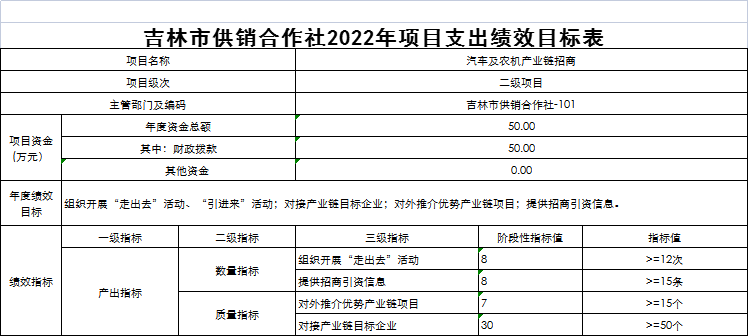 吉林市供销合作社2022年项目支出绩效目标表
项目名称 汽车及农机产业链招商
项目级次 二级项目
主管部门及编码 吉林市供销合作社-101
项目资金（万元） 年度资金总额 50.00
其中：财政拨款 50.00
其他资金 0.00
年度绩效目标 组织开展“走出去”活动、“引进来”活动；对接产业链目标企业；对外推介优势产业链项目；提供招商引资信息。
绩效指标 一级指标 二级指标 三级指标 阶段性指标值 指标值
产出指标 数量指标 组织开展“走出去”活动 8 >=12次
提供招商引资信息 8 >=15条
质量指标 对外推介优势产业链项目 7 >=15个
对接产业链目标企业 30 >=50个